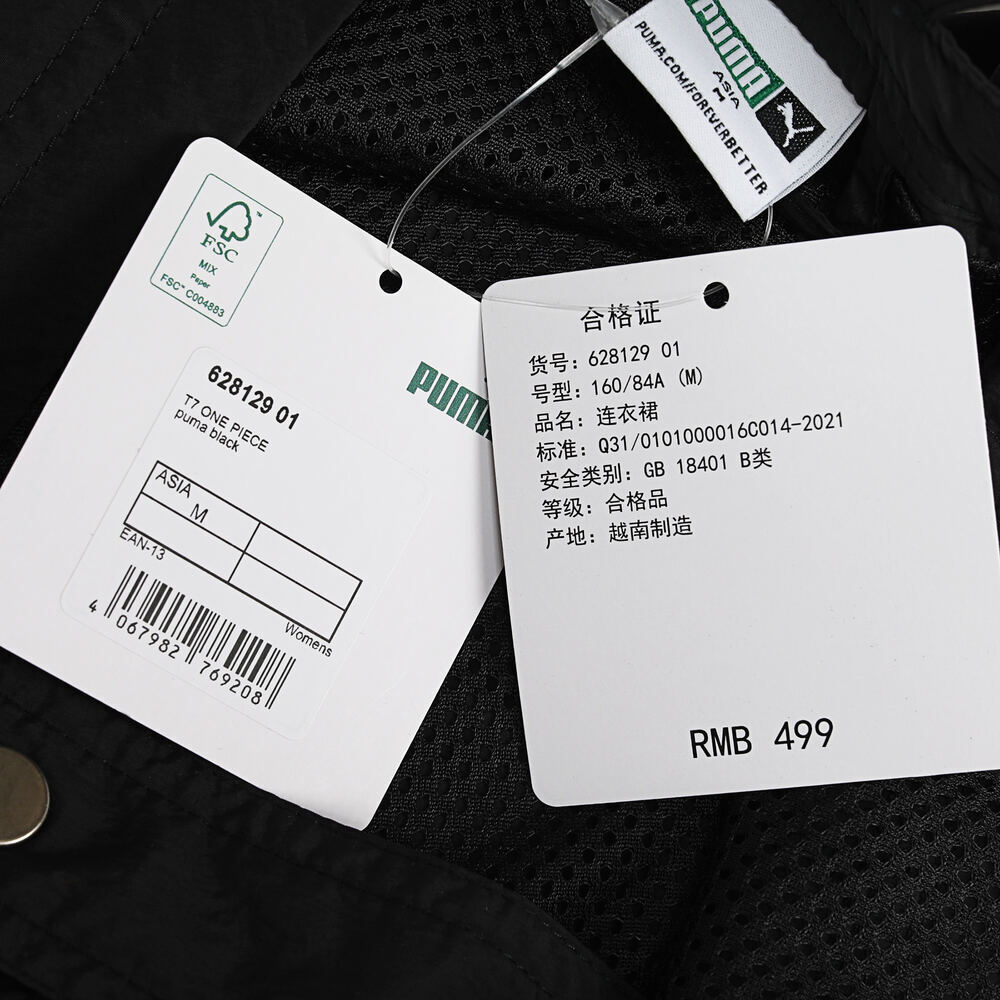 PUMA
ASIA
M
PUMA.COM/FOREVERBETTER
FSC™
MIX
Paper
FSC™ C004883
PUMA
628129 01
T7 ONE PIECE
puma black
ASIA
M
EAN-13
Womens
4 067982 769208
合格证
货号：628129 01
号型：160/84A (M)
品名：连衣裙
标准：Q31/0101000016C014-2021
安全类别：GB 18401 B类
等级：合格品
产地：越南制造
RMB 499